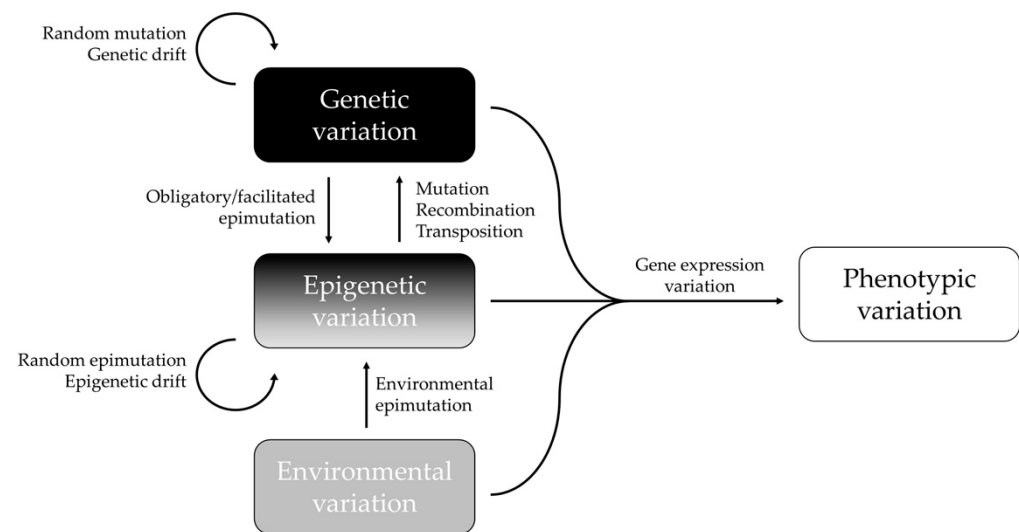 Random mutation
Genetic drift
Genetic
variation
Obligatory/facilitated
epimutation
Mutation
Recombination
Transposition
Epigenetic
variation
Gene expression
variation
Phenotypic
variation
Random epimutation
Epigenetic drift
Environmental
epimutation
Environmental
variation